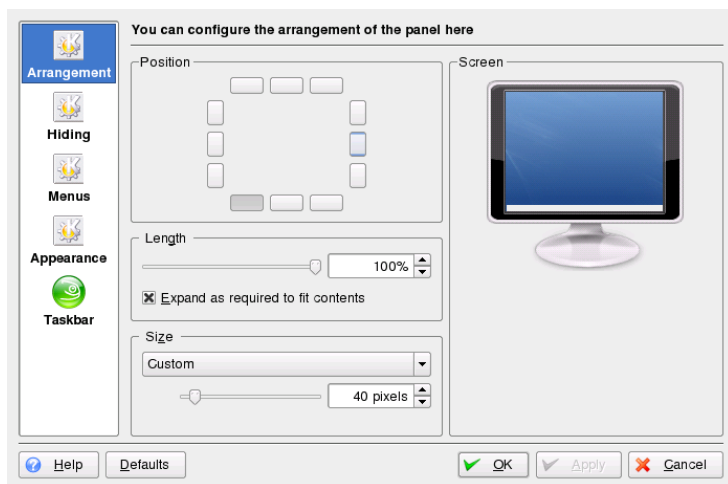 You can configure the arrangement of the panel here
Arrangement
Hiding
Menus
Appearance
Taskbar
Position
Screen
Length
100%
Expand as required to fit contents
Size
Custom
40 pixels
Help
Defaults
OK
Apply
Cancel